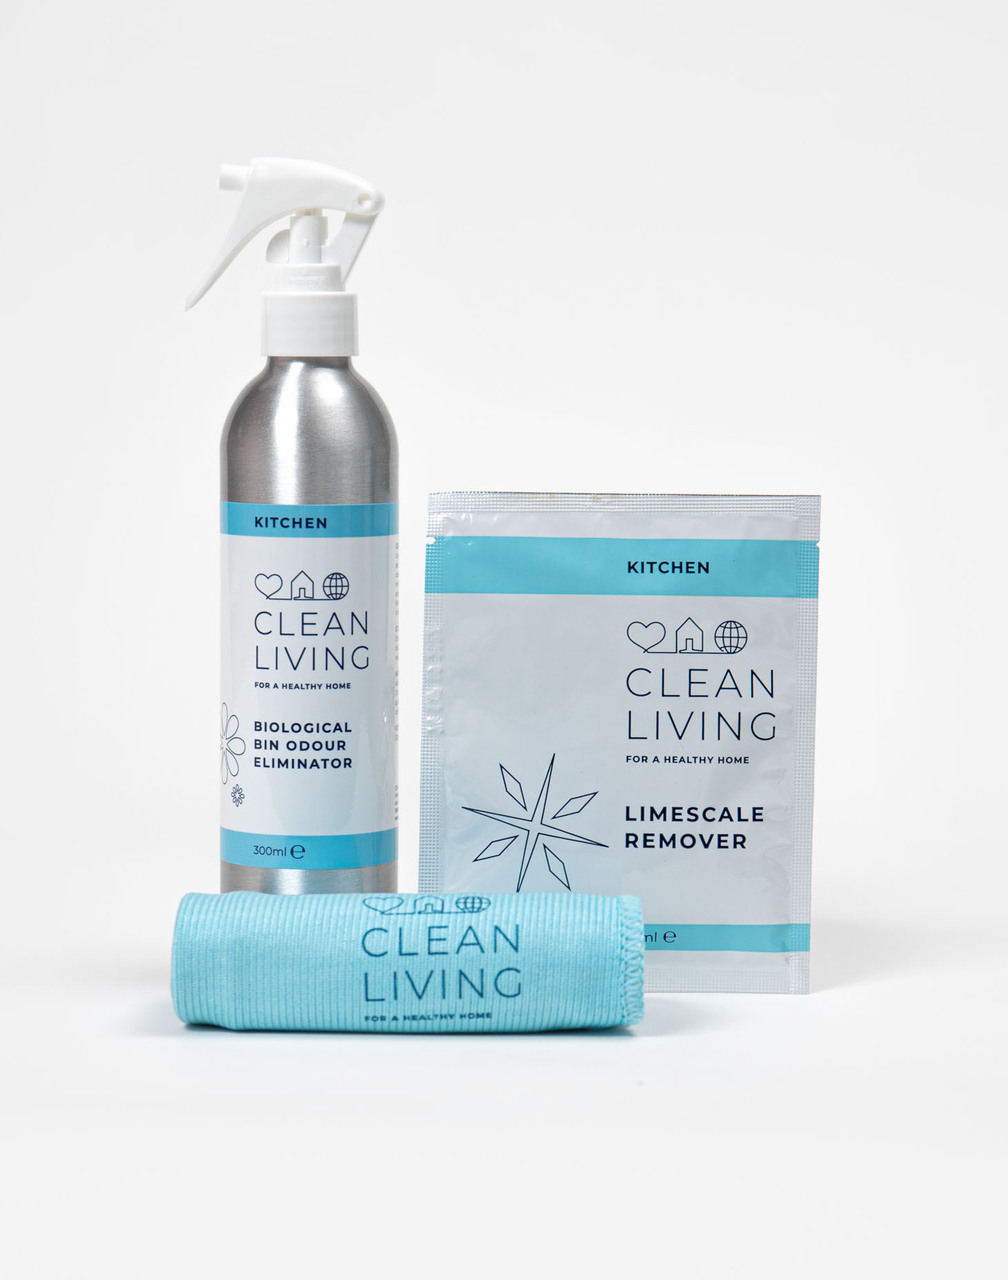 KITCHEN
CLEAN
LIVING
FOR A HEALTHY HOME
BIOLOGICAL
BIN ODOUR
ELIMINATOR
300ml ℮
KITCHEN
CLEAN
LIVING
FOR A HEALTHY HOME
LIMESCALE
REMOVER
ml ℮
CLEAN
LIVING
FOR A HEALTHY HOME